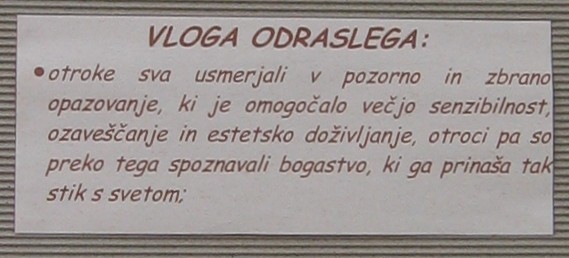 VLOGA ODRASLEGA:
• otroke sva usmerjali v pozorno in zbrano
opazovanje, ki je omogočalo večjo senzibilnost,
ozaveščanje in estetsko doživljanje, otroci pa so
preko tega spoznavali bogastvo, ki ga prinaša tak
stik s svetom;